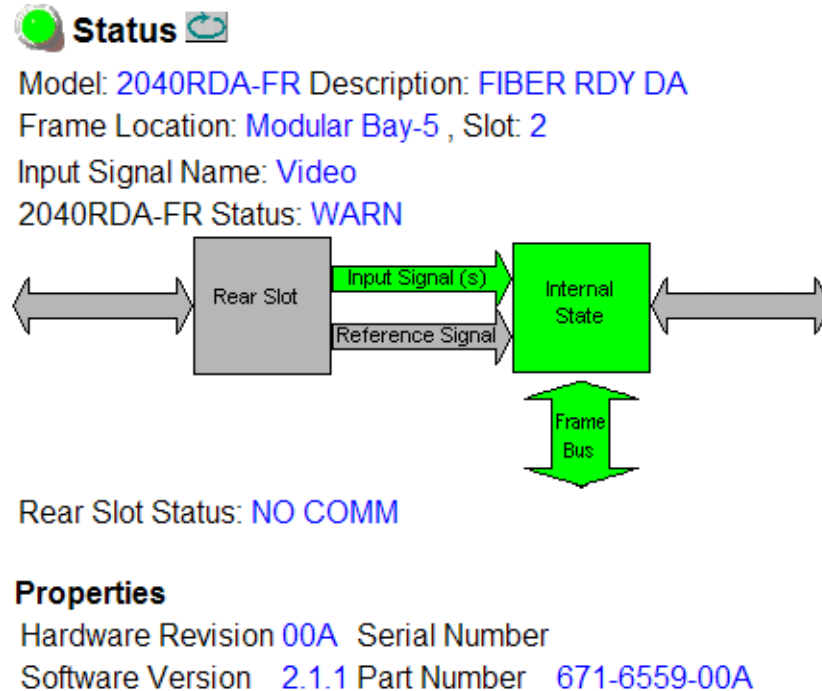 Status
Model: 2040RDA-FR Description: FIBER RDY DA
Frame Location: Modular Bay-5 , Slot: 2
Input Signal Name: Video
2040RDA-FR Status: WARN
Rear Slot
Input Signal (s)
Reference Signal
Internal
State
Frame
Bus
Rear Slot Status: NO COMM
Properties
Hardware Revision 00A Serial Number
Software Version 2.1.1 Part Number 671-6559-00A